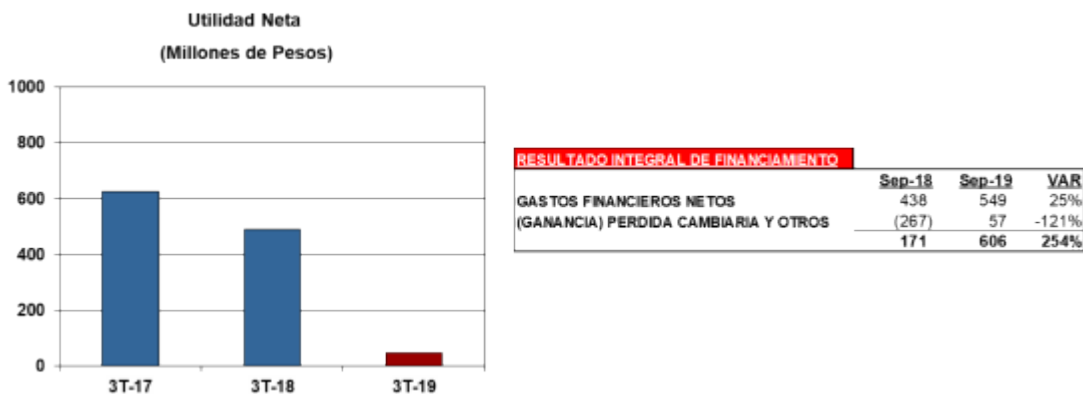 Utilidad Neta
(Millones de Pesos)
1000
800
600
400
200
0
3T-17 3T-18 3T-19
RESULTADO INTEGRAL DE FINANCIAMIENTO
Sep-18 Sep-19 VAR
GASTOS FINANCIEROS NETOS 438 549 25%
(GANANCIA) PERDIDA CAMBIARIA Y OTROS (267) 57 -121%
171 606 254%